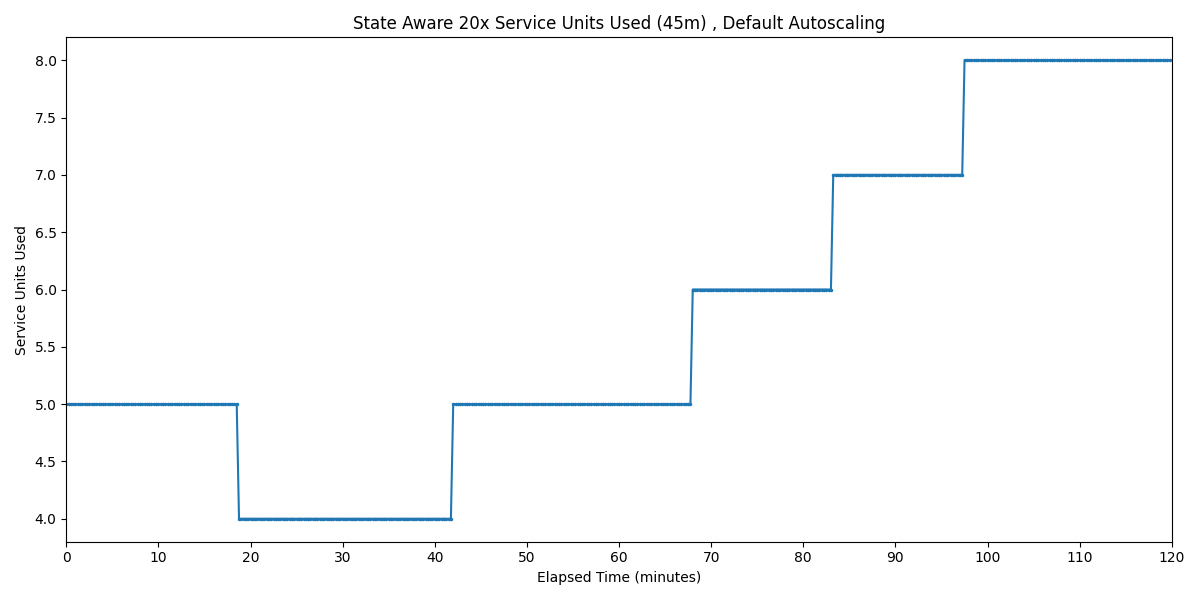 State Aware 20x Service Units Used (45m) , Default Autoscaling
8.0
7.5
7.0
6.5
6.0
5.5
5.0
4.5
4.0
Service Units Used
0 10 20 30 40 50 60 70 80 90 100 110 120
Elapsed Time (minutes)